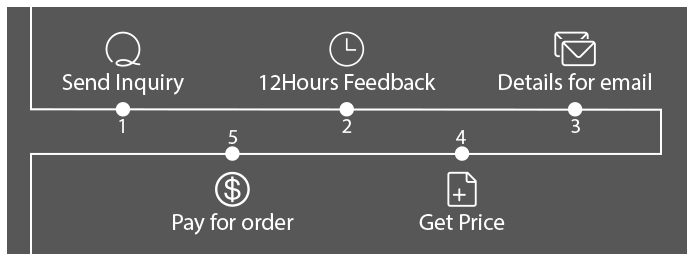 Send Inquiry
12Hours Feedback
Details for email
1
2
3
5
4
$
Pay for order
Get Price